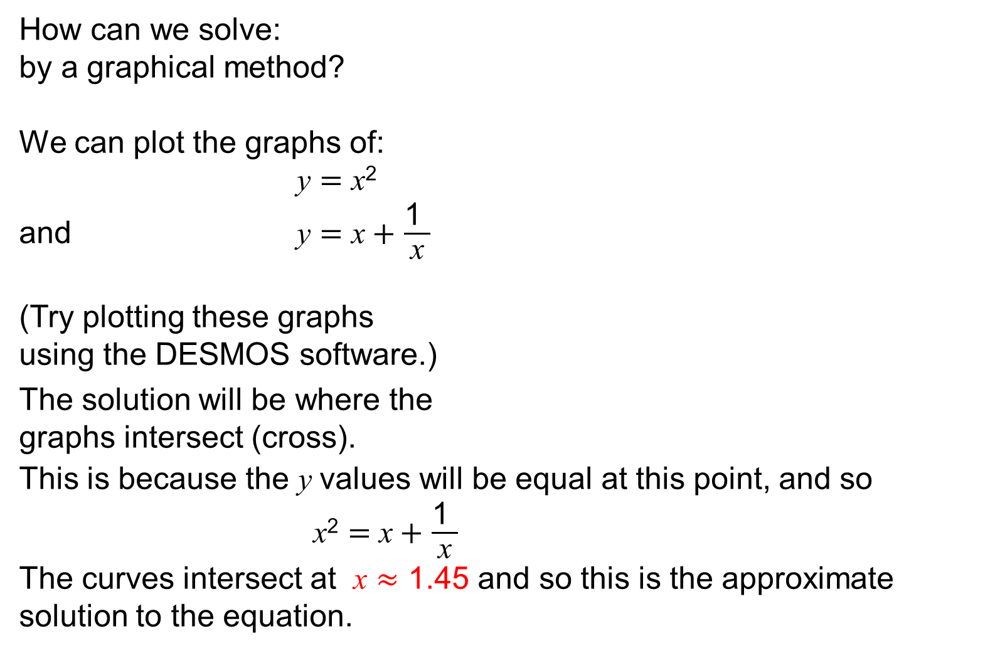 How can we solve:
by a graphical method?
We can plot the graphs of:
y = x²
and y = x + 1/x
(Try plotting these graphs
using the DESMOS software.)
The solution will be where the
graphs intersect (cross).
This is because the y values will be equal at this point, and so
x² = x + 1/x
The curves intersect at x ≈ 1.45 and so this is the approximate
solution to the equation.